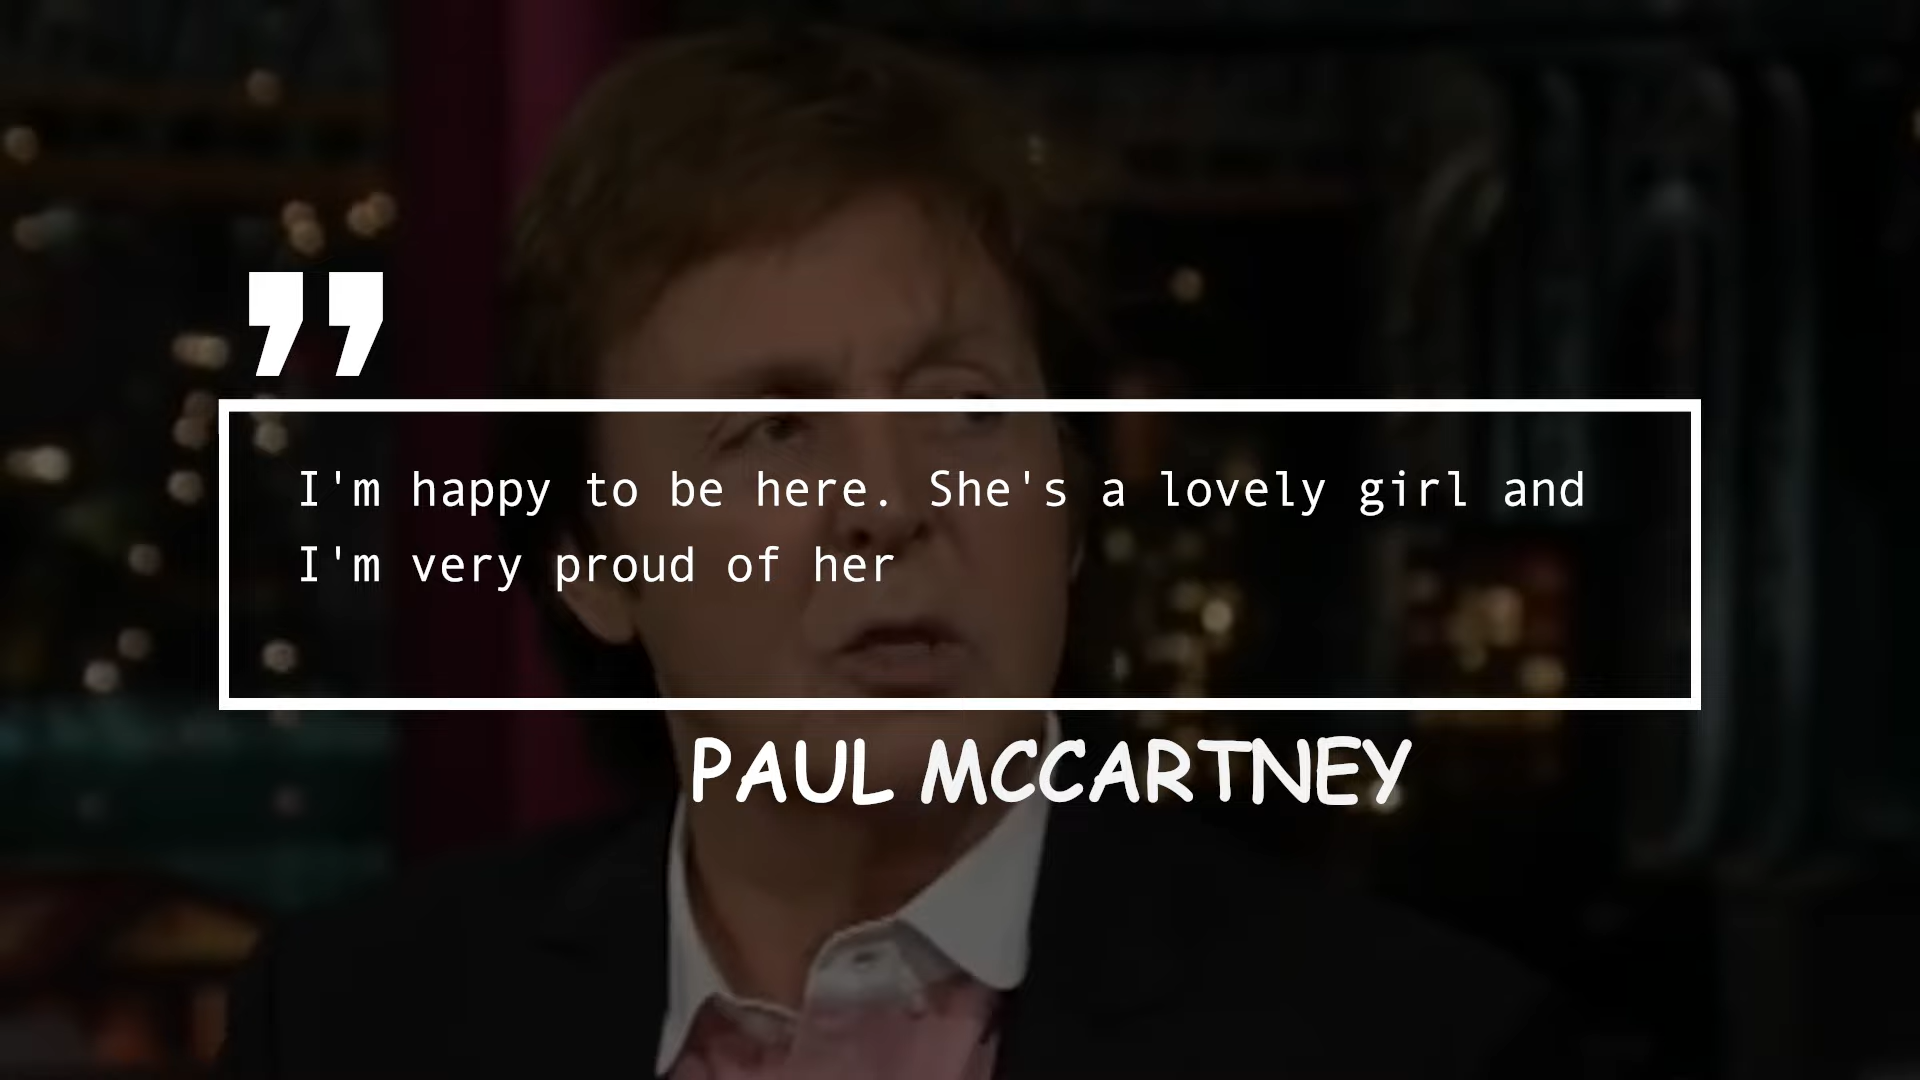 ”
I'm happy to be here. She's a lovely girl and
I'm very proud of her
PAUL MCCARTNEY